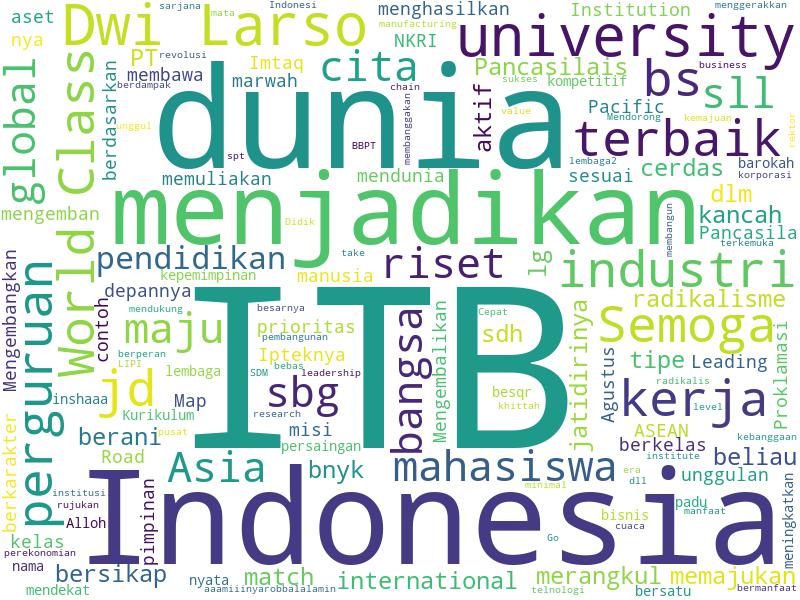 aset
sarjana
mata
Indonesi
menghasilkan
Institution
menggerakkan
Dwi Larso
nya
PT
revolusi
Imtaq
NKRI
manufacturing
university
membawa
berdampak
marwah
cita
Pancasilais
sukses
kompetitif
bs
business
sll
global
Class
berdasarkan
unggul
dunia
chain
aktif
value
Pacific
Mendorong
kemajuan
terbaik
rektor
spt
BBPT
membanggakan
lembaga2
barokah
korporasi
memuliakan
mendunia
sesuai
cerdas
mengemban
menjadikan
Didik
dlm
kancah
Pancasila
terkemuka
membangun
pendidikan
take
riset
lg
industri
kepemimpinan
manusia
Mengembangkan
perguruan
World
contoh
depannya
mendukung
besarnya
ITB
Cepat
radikalisme
Semoga
maju
prioritas
pembangunan
bangsa
Mengembalikan
sdh
jatidirinya
Agustus
tipe
Leading
Proklamasi
berperan
LIPI
Ipteknya
bebas
lembaga
SDM
leadership
jd
inshaaa
Map
sbg
besqr
khittah
kerja
radikalis
level
Kurikulum
research
misi
pusat
berani
persaingan
ASEAN
kebanggaan
berkarakter
Road
berkelas
beliau
Asia
bnyk
mahasiswa
era
dll
institute
unggulan
minimal
institusi
rujukan
Alloh
pimpinan
Indonesia
padu
manfaat
bisnis
cuaca
meningkatkan
kelas
perekonomian
Go
nama
bersikap
nyata
match
international
merangkul
memajukan
mendekat
aaamiiinyarobbalalamin
telnologi
bersatu
bermanfaat